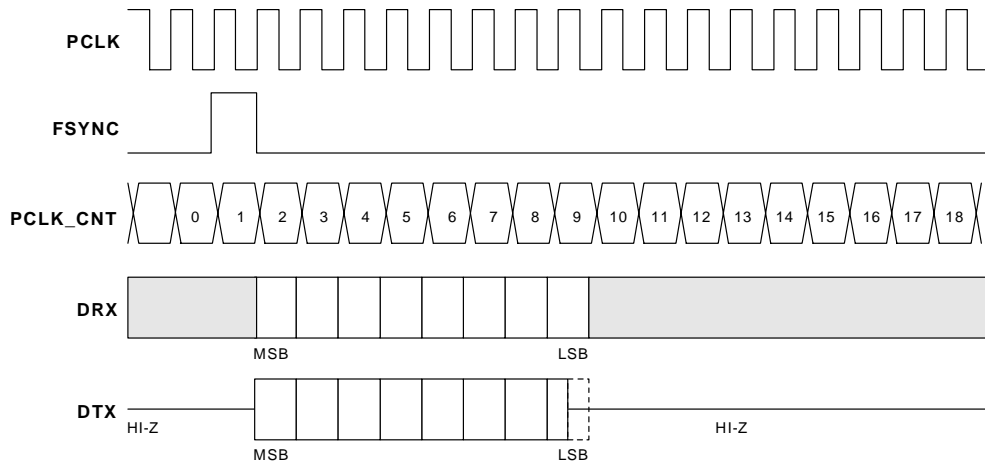 PCLK
FSYNC
PCLK_CNT 0 1 2 3 4 5 6 7 8 9 10 11 12 13 14 15 16 17 18
DRX
MSB LSB
DTX
HI-Z HI-Z
MSB LSB